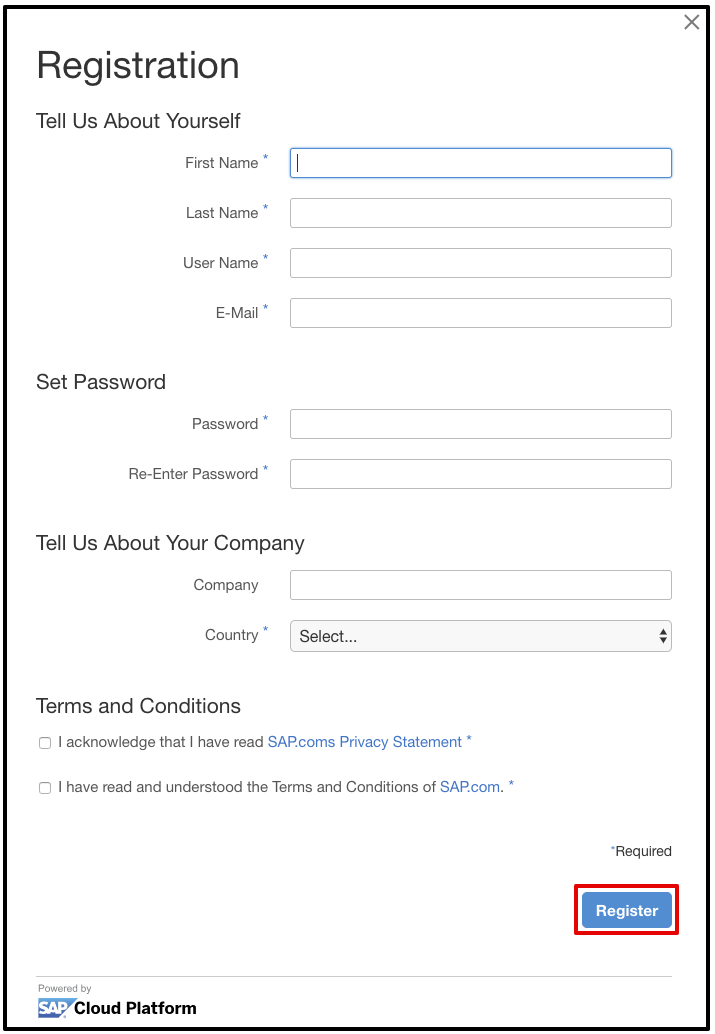 Registration
Tell Us About Yourself
First Name *
Last Name *
User Name *
E-Mail *
Set Password
Password *
Re-Enter Password *
Tell Us About Your Company
Company
Country *
Select...
Terms and Conditions
I acknowledge that I have read SAP.coms Privacy Statement *
I have read and understood the Terms and Conditions of SAP.com. *
*Required
Register
Powered by
SAP Cloud Platform